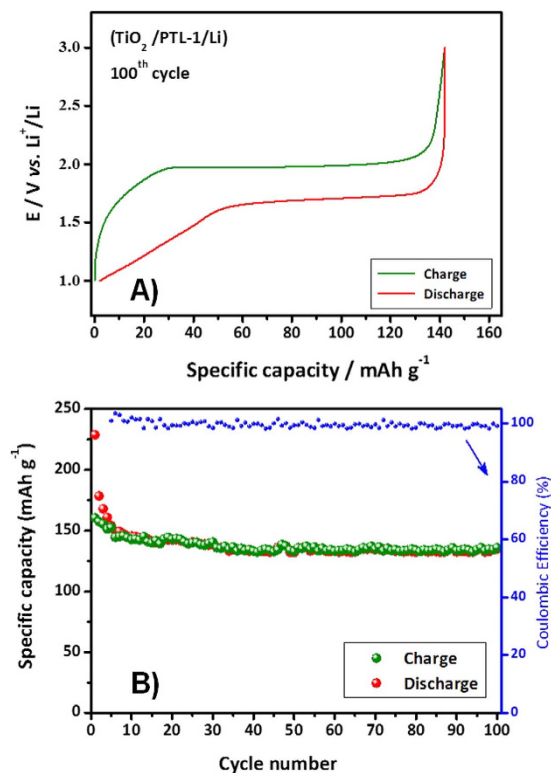 (TiO2 /PTL-1/Li)
100th cycle
E / V vs. Li+/Li
3.0
2.5
2.0
1.5
1.0
A)
Charge
Discharge
0 20 40 60 80 100 120 140 160
Specific capacity / mAh g-1
Specific capacity (mAh g-1)
250
200
150
100
50
0
100
80
60
40
20
0
Coulombic Efficiency (%)
B)
Charge
Discharge
0 10 20 30 40 50 60 70 80 90 100
Cycle number